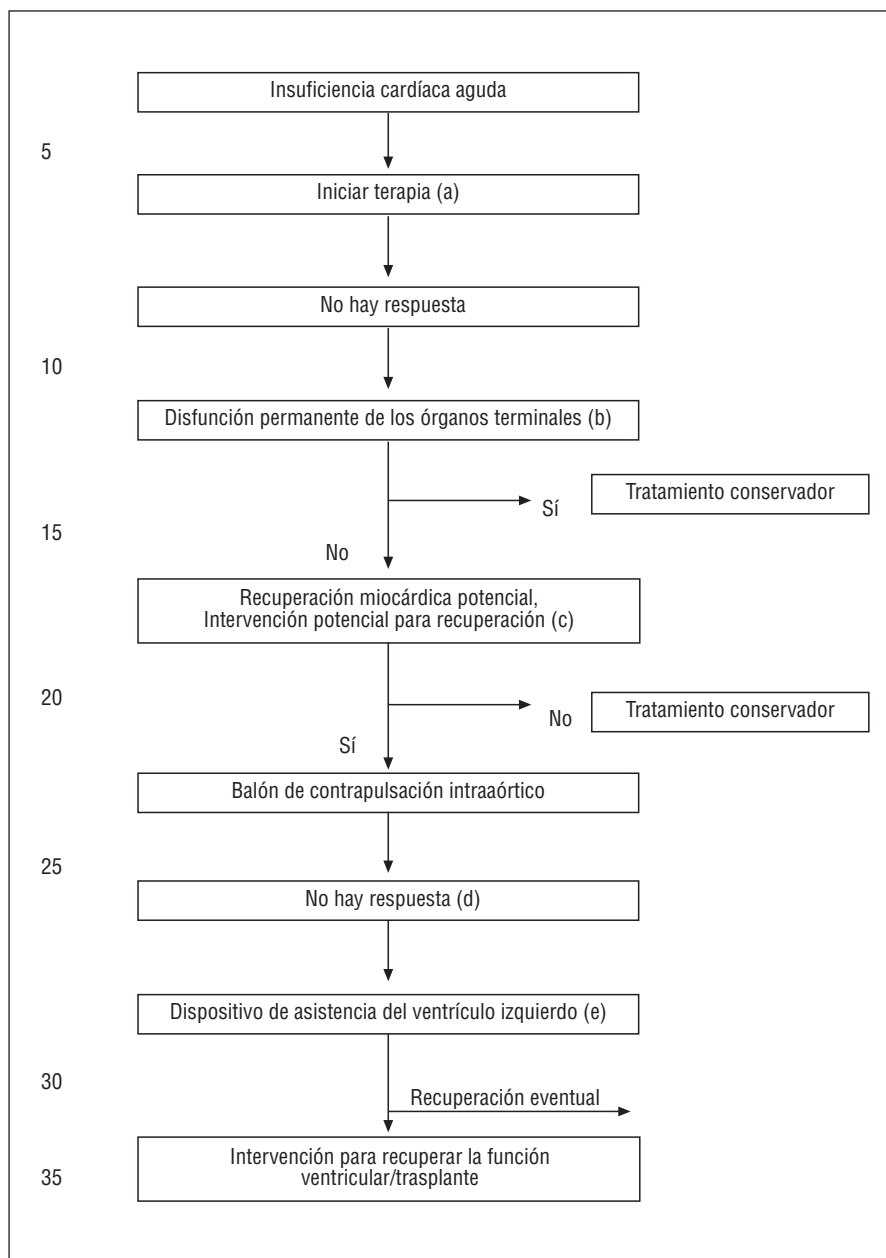 Insuficiencia cardíaca aguda
5
Iniciar terapia (a)
No hay respuesta
10
Disfunción permanente de los órganos terminales (b)
Tratamiento conservador
Sí
15
No
Recuperación miocárdica potencial,
Intervención potencial para recuperación (c)
20
Tratamiento conservador
No
Sí
Balón de contrapulsación intraaórtico
25
No hay respuesta (d)
Dispositivo de asistencia del ventrículo izquierdo (e)
30
Recuperación eventual
Intervención para recuperar la función
35
ventricular/trasplante